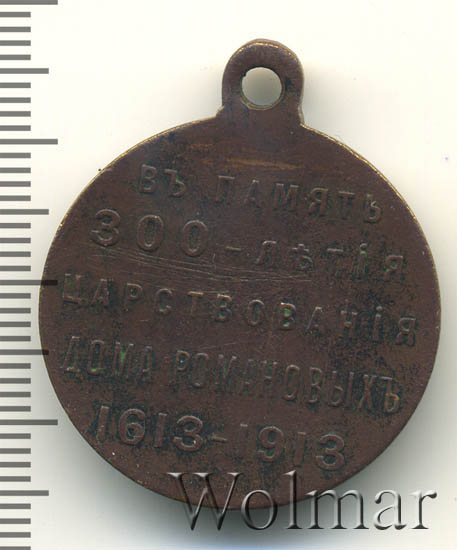 ВЪ ПАМЯТЬ
300-ЛѢТІЯ
ЦАРСТВОВАНІЯ
ДОМА РОМАНОВЫХЪ
1613-1913
Wolmar